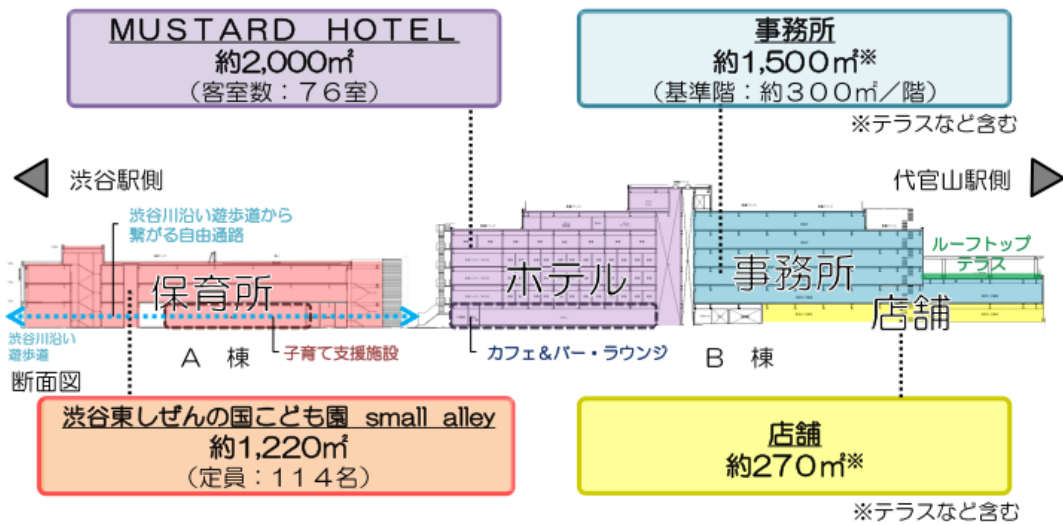 MUSTARD HOTEL
約2,000㎡
（客室数：７６室）
事務所
約1,500㎡※
（基準階：約３００㎡／階）
※テラスなど含む
渋谷駅側
代官山駅側
渋谷川沿い遊歩道から
繋がる自由通路
ルーフトップ
テラス
保育所
ホテル
事務所
店舗
渋谷川沿い
遊歩道
A 棟
子育て支援施設
カフェ＆バー・ラウンジ
B 棟
断面図
渋谷東しぜんの国こども園 small alley
約1,220㎡
（定員：１１４名）
店舗
約270㎡※
※テラスなど含む